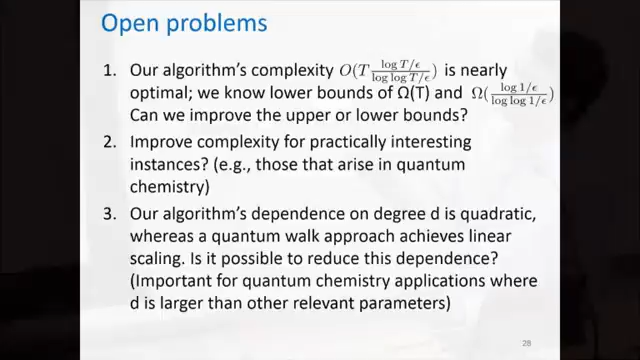 Open problems
1. Our algorithm's complexity O(T log T/ϵ / log log T/ϵ) is nearly
optimal; we know lower bounds of Ω(T) and Ω(log 1/ϵ / log log 1/ϵ)
Can we improve the upper or lower bounds?
2. Improve complexity for practically interesting
instances? (e.g., those that arise in quantum
chemistry)
3. Our algorithm's dependence on degree d is quadratic,
whereas a quantum walk approach achieves linear
scaling. Is it possible to reduce this dependence?
(Important for quantum chemistry applications where
d is larger than other relevant parameters)
28